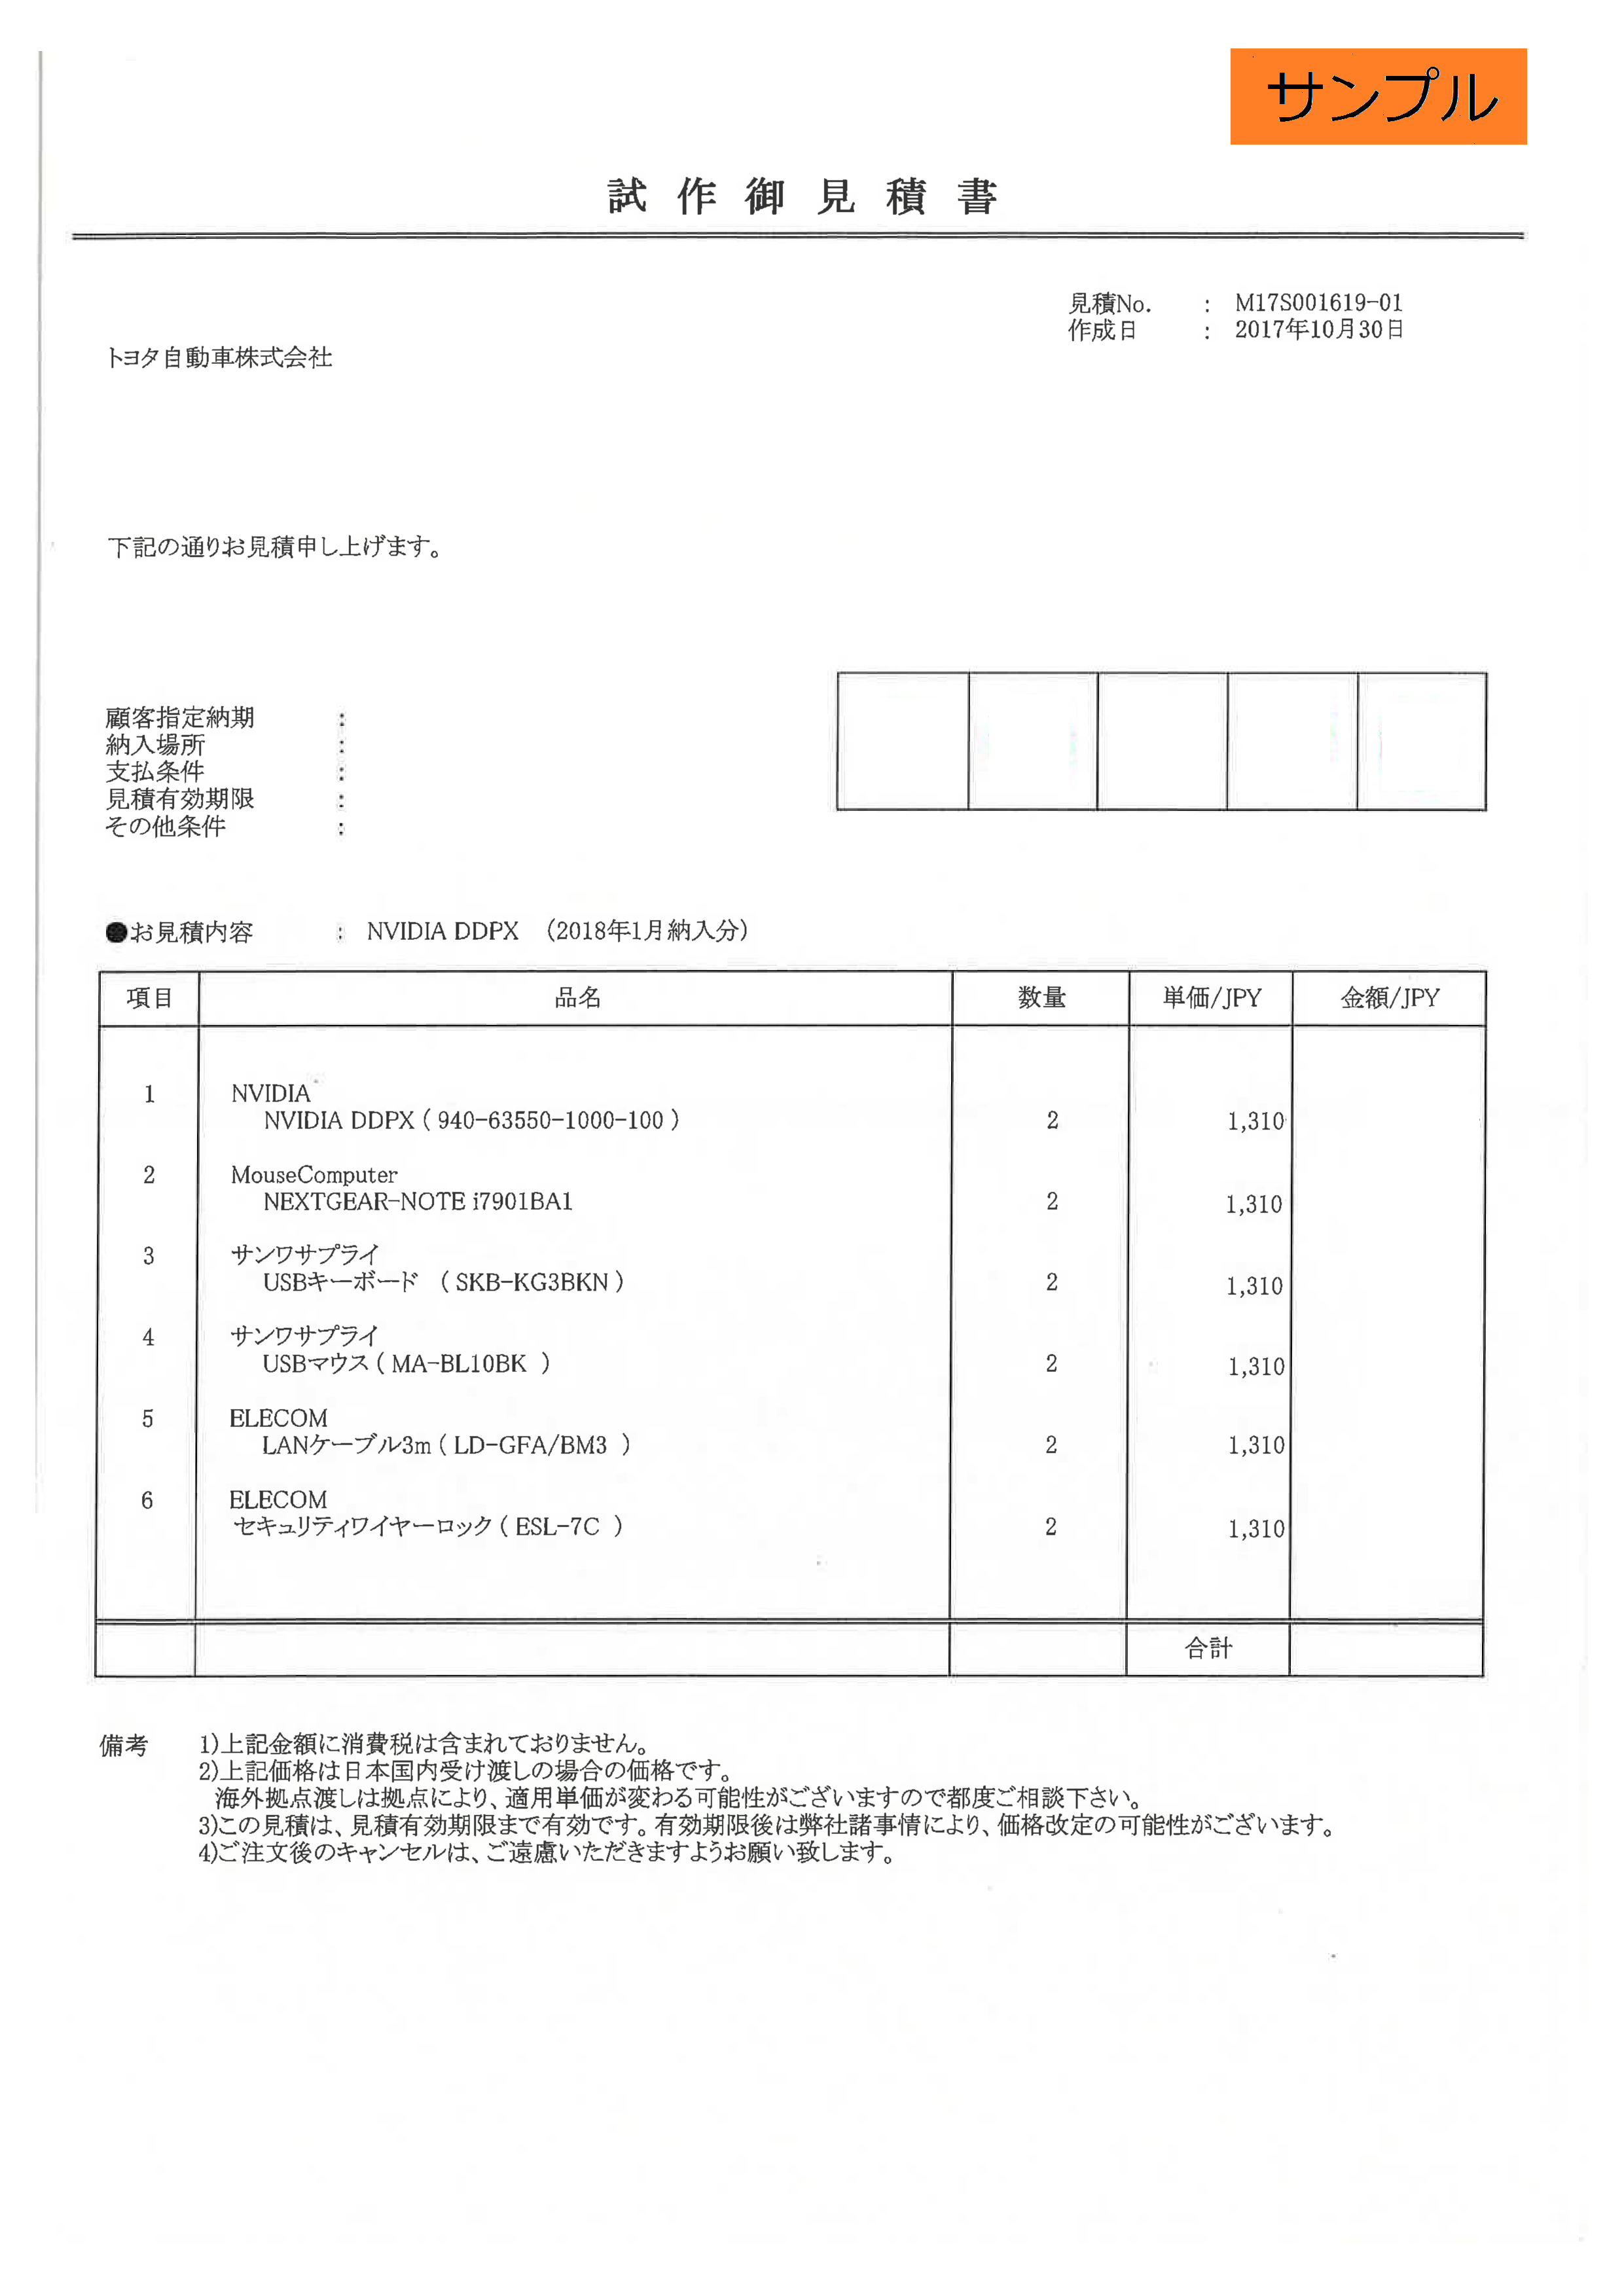 サンプル
試作御見積書
見積No. : M17S001619-01
作成日 : 2017年10月30日
トヨタ自動車株式会社
下記の通りお見積申し上げます。
顧客指定納期 :
納入場所 :
支払条件 :
見積有効期限 :
その他条件 :
●お見積内容 : NVIDIA DDPX （2018年1月納入分）
項目 品名 数量 単価/JPY 金額/JPY
1 NVIDIA
NVIDIA DDPX ( 940-63550-1000-100 ) 2 1,310
2 MouseComputer
NEXTGEAR-NOTE i7901BA1 2 1,310
3 サンワサプライ
USBキーボード ( SKB-KG3BKN ) 2 1,310
4 サンワサプライ
USBマウス ( MA-BL10BK ) 2 1,310
5 ELECOM
LANケーブル3m ( LD-GFA/BM3 ) 2 1,310
6 ELECOM
セキュリティワイヤーロック ( ESL-7C ) 2 1,310
合計
備考 1)上記金額に消費税は含まれておりません。
2)上記価格は日本国内受け渡しの場合の価格です。
海外拠点渡しは拠点により、適用単価が変わる可能性がございますので都度ご相談下さい。
3)この見積は、見積有効期限まで有効です。有効期限後は弊社諸事情により、価格改定の可能性がございます。
4)ご注文後のキャンセルは、ご遠慮いただきますようお願い致します。